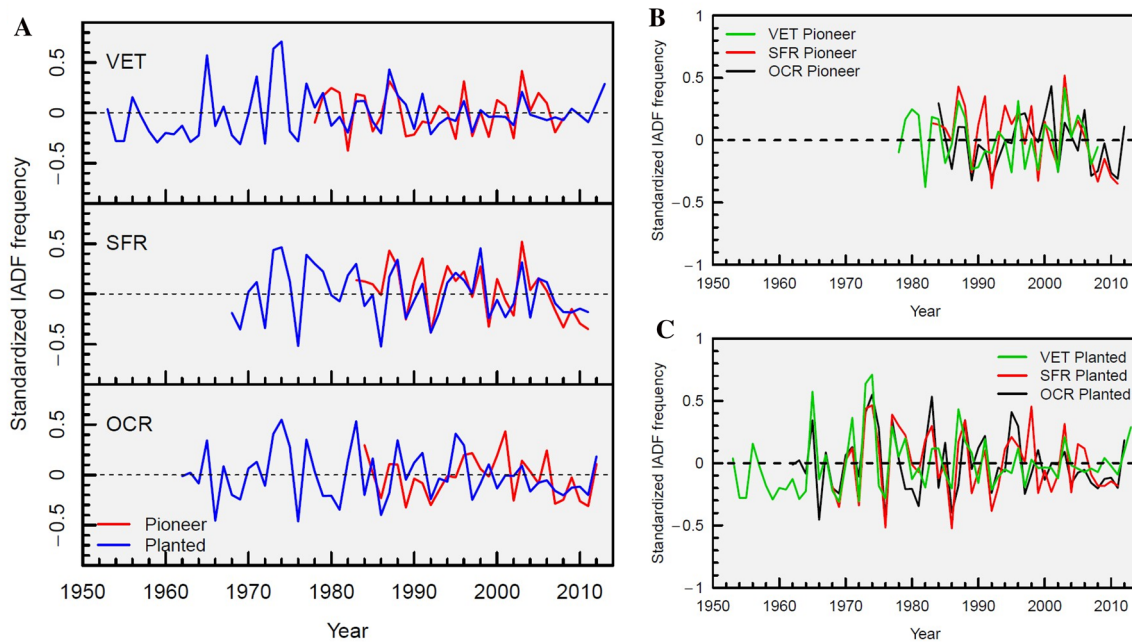 A
VET
SFR
OCR
Pioneer
Planted
Standardized IADF frequency
0.5
0
−0.5
0.5
0
−0.5
0.5
0
−0.5
1950 1960 1970 1980 1990 2000 2010
Year
B
VET Pioneer
SFR Pioneer
OCR Pioneer
Standardized IADF frequency
1
0.5
0
−0.5
−1
1950 1960 1970 1980 1990 2000 2010
Year
C
VET Planted
SFR Planted
OCR Planted
Standardized IADF frequency
1
0.5
0
−0.5
−1
1950 1960 1970 1980 1990 2000 2010
Year